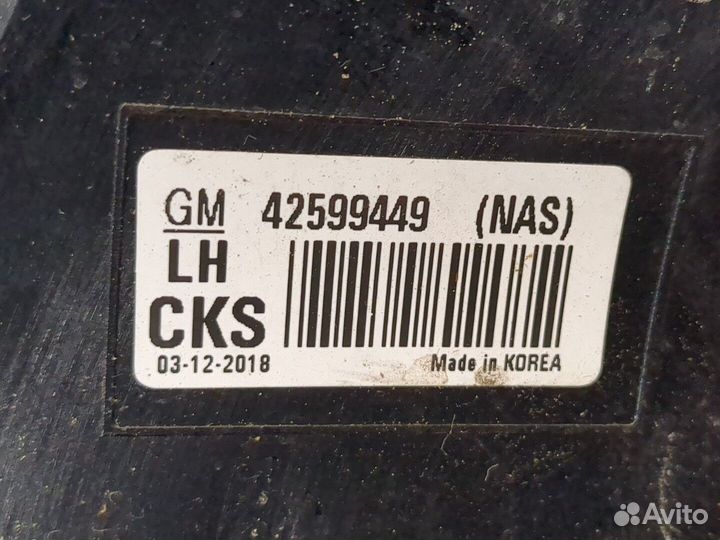 GM 42599449 (NAS)
LH
CKS
03-12-2018 Made in KOREA
Avito